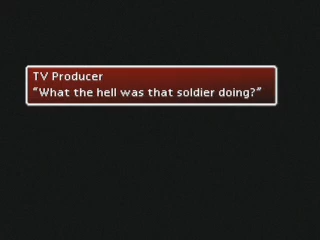 TV Producer
“What the hell was that soldier doing?”